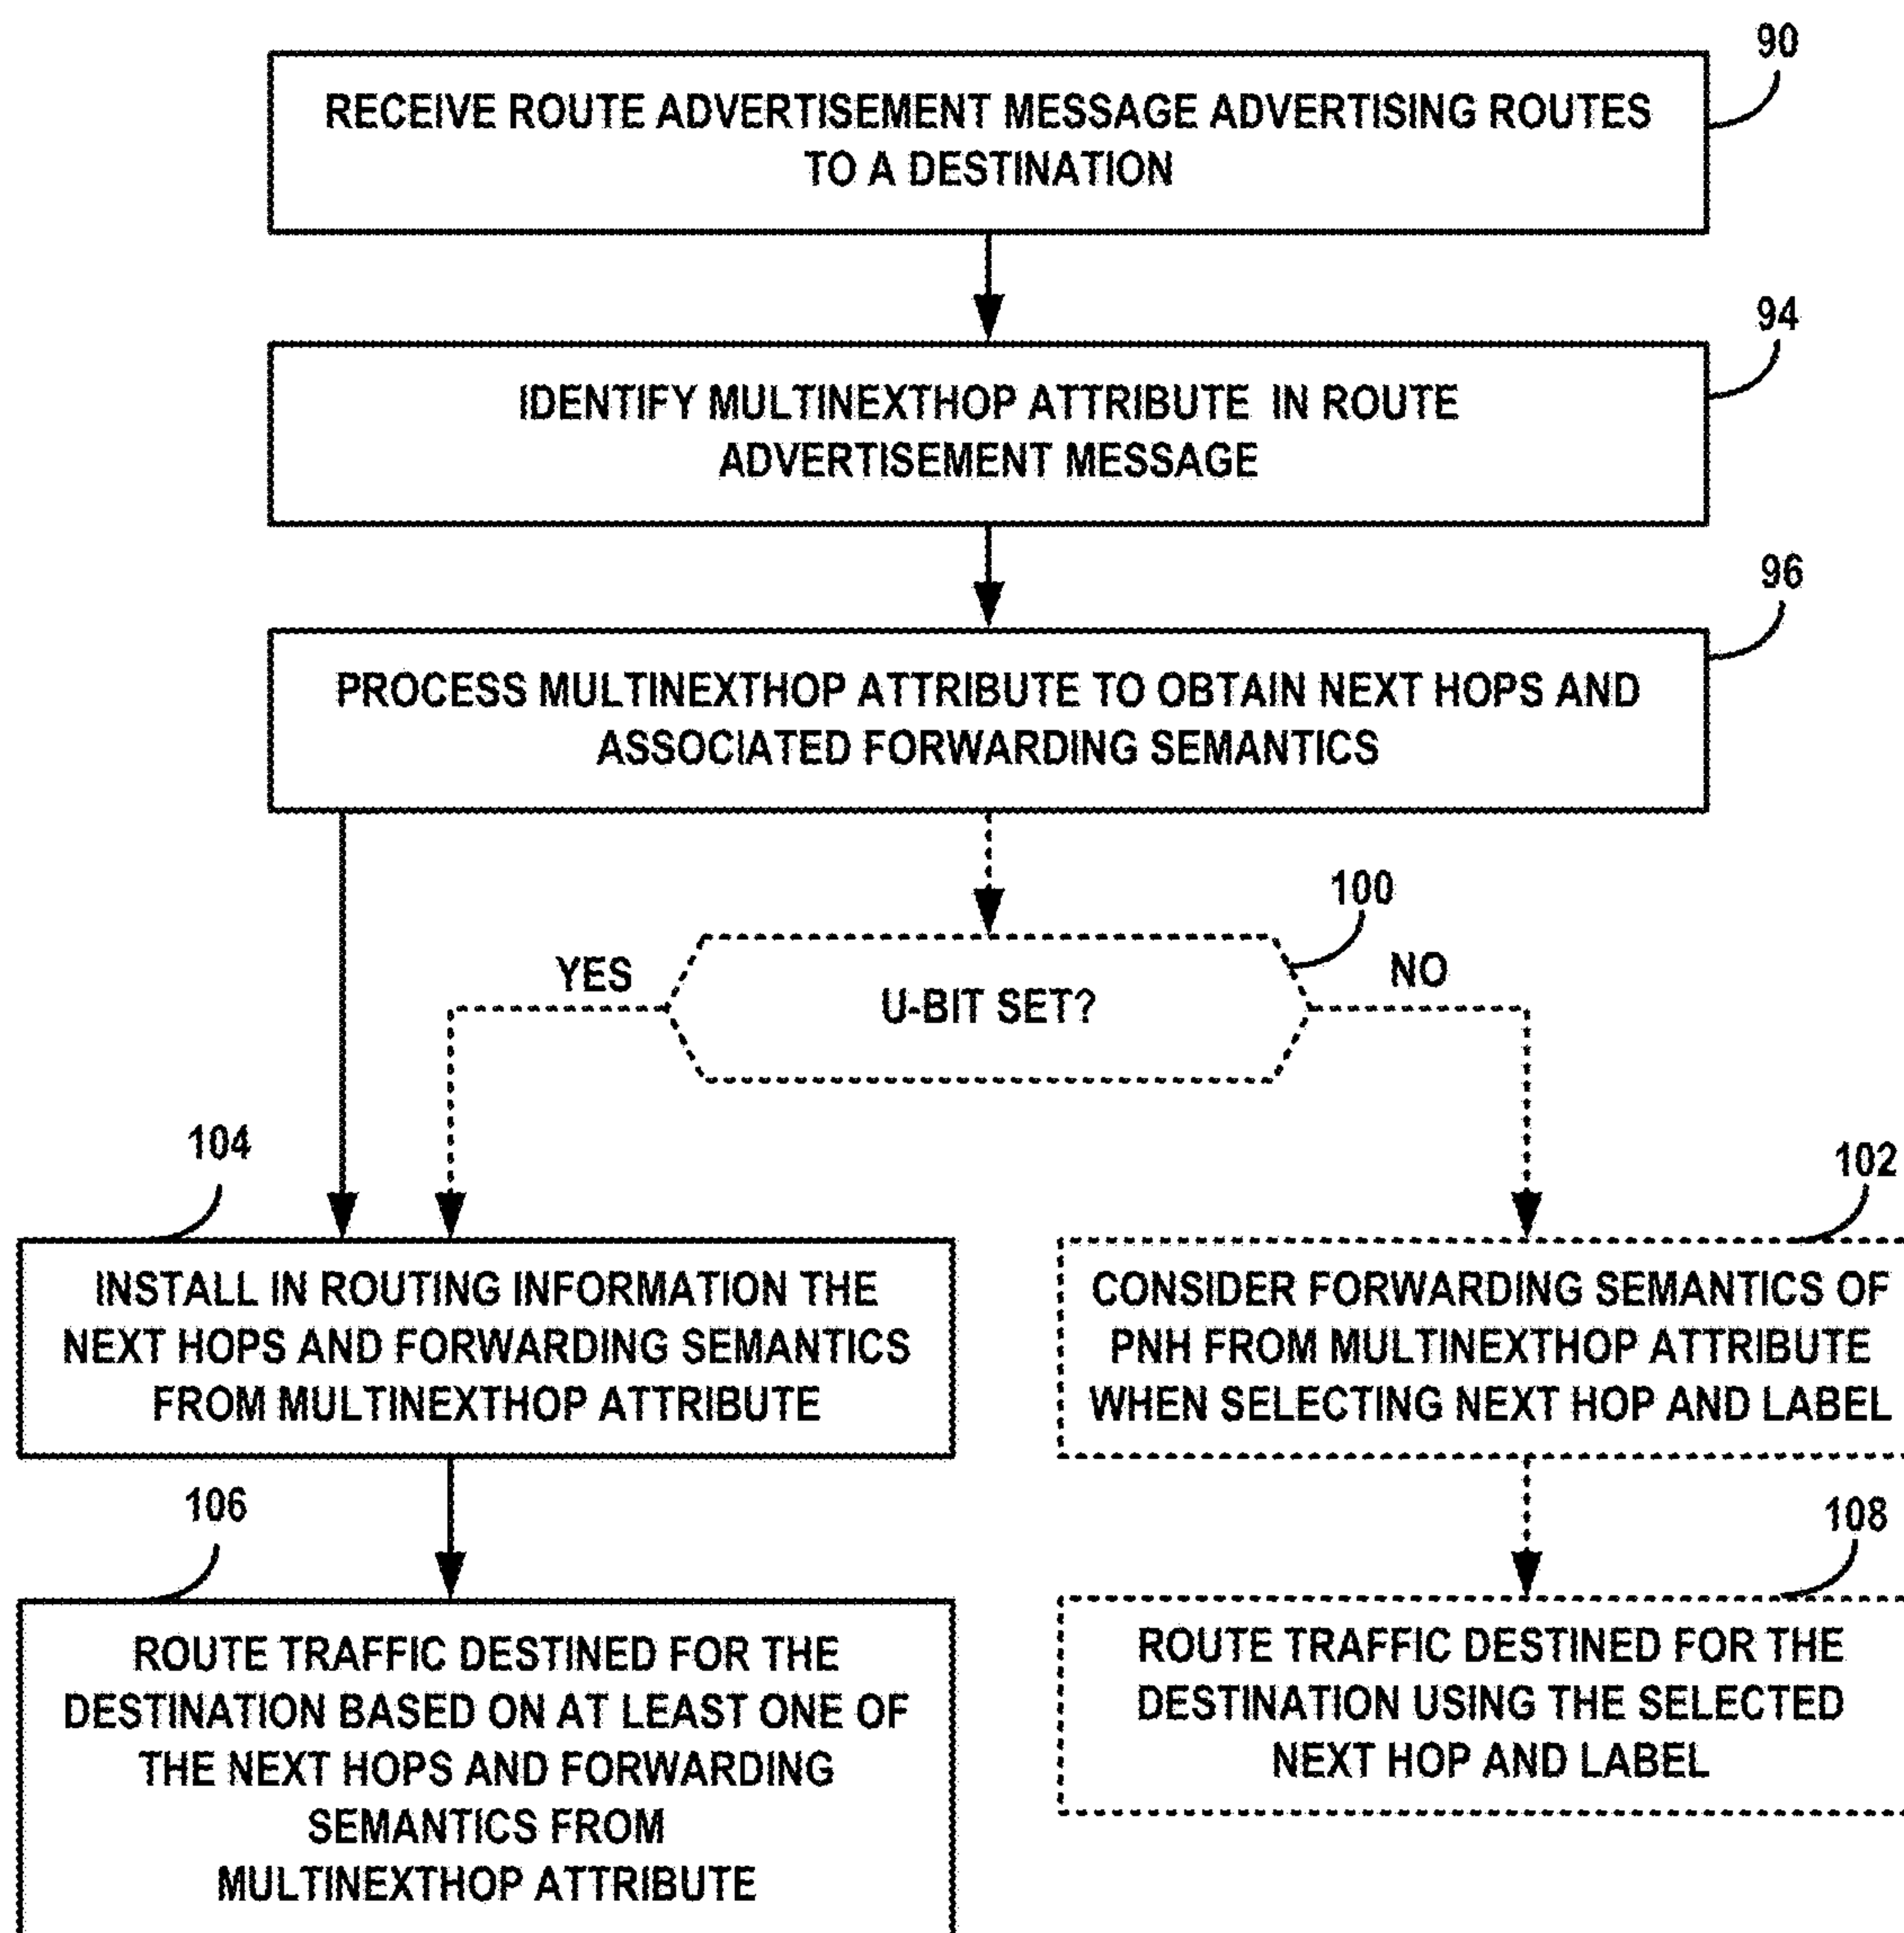 90
RECEIVE ROUTE ADVERTISEMENT MESSAGE ADVERTISING ROUTES
TO A DESTINATION
94
IDENTIFY MULTINEXTHOP ATTRIBUTE IN ROUTE
ADVERTISEMENT MESSAGE
96
PROCESS MULTINEXTHOP ATTRIBUTE TO OBTAIN NEXT HOPS AND
ASSOCIATED FORWARDING SEMANTICS
100
YES
U-BIT SET?
NO
104
INSTALL IN ROUTING INFORMATION THE
NEXT HOPS AND FORWARDING SEMANTICS
FROM MULTINEXTHOP ATTRIBUTE
102
CONSIDER FORWARDING SEMANTICS OF
PNH FROM MULTINEXTHOP ATTRIBUTE
WHEN SELECTING NEXT HOP AND LABEL
106
ROUTE TRAFFIC DESTINED FOR THE
DESTINATION BASED ON AT LEAST ONE OF
THE NEXT HOPS AND FORWARDING
SEMANTICS FROM
MULTINEXTHOP ATTRIBUTE
108
ROUTE TRAFFIC DESTINED FOR THE
DESTINATION USING THE SELECTED
NEXT HOP AND LABEL